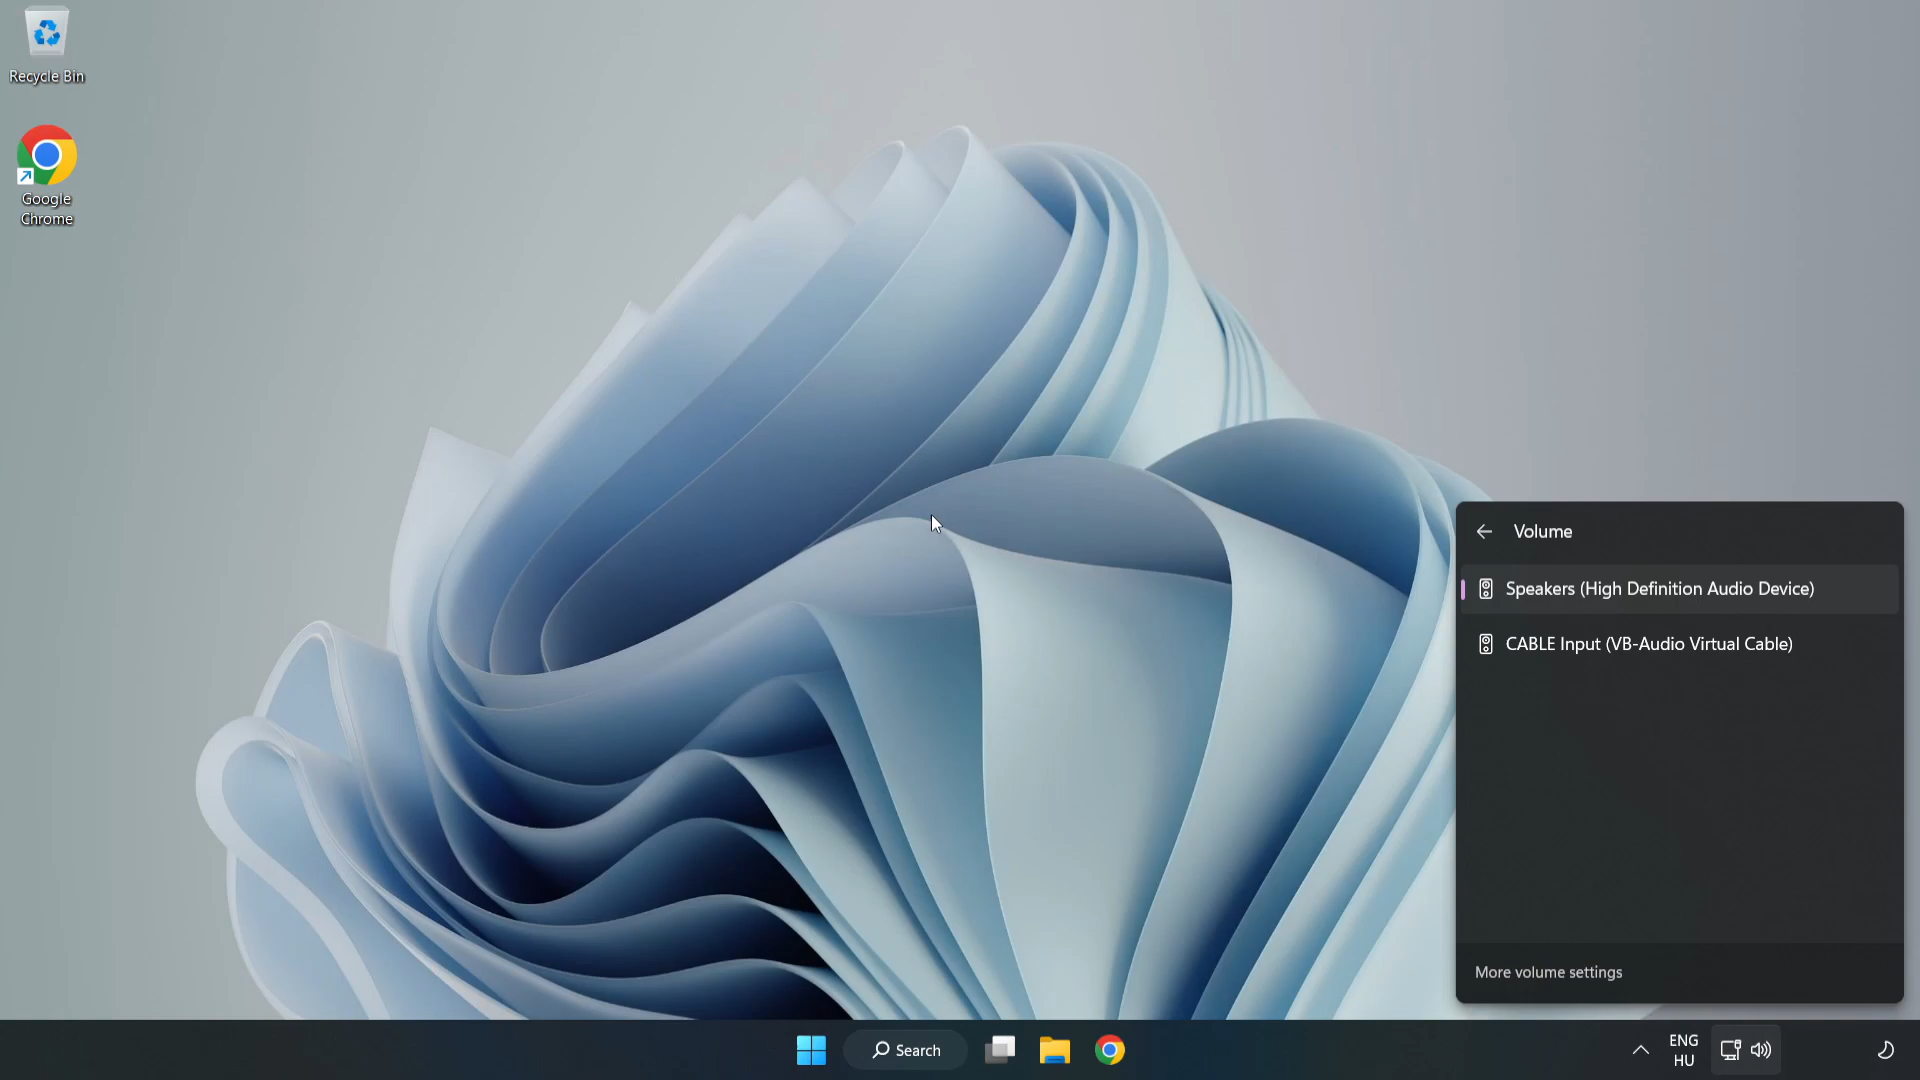 Recycle Bin
Google
Chrome
Volume
Speakers (High Definition Audio Device)
CABLE Input (VB-Audio Virtual Cable)
More volume settings
Search
ENG
HU